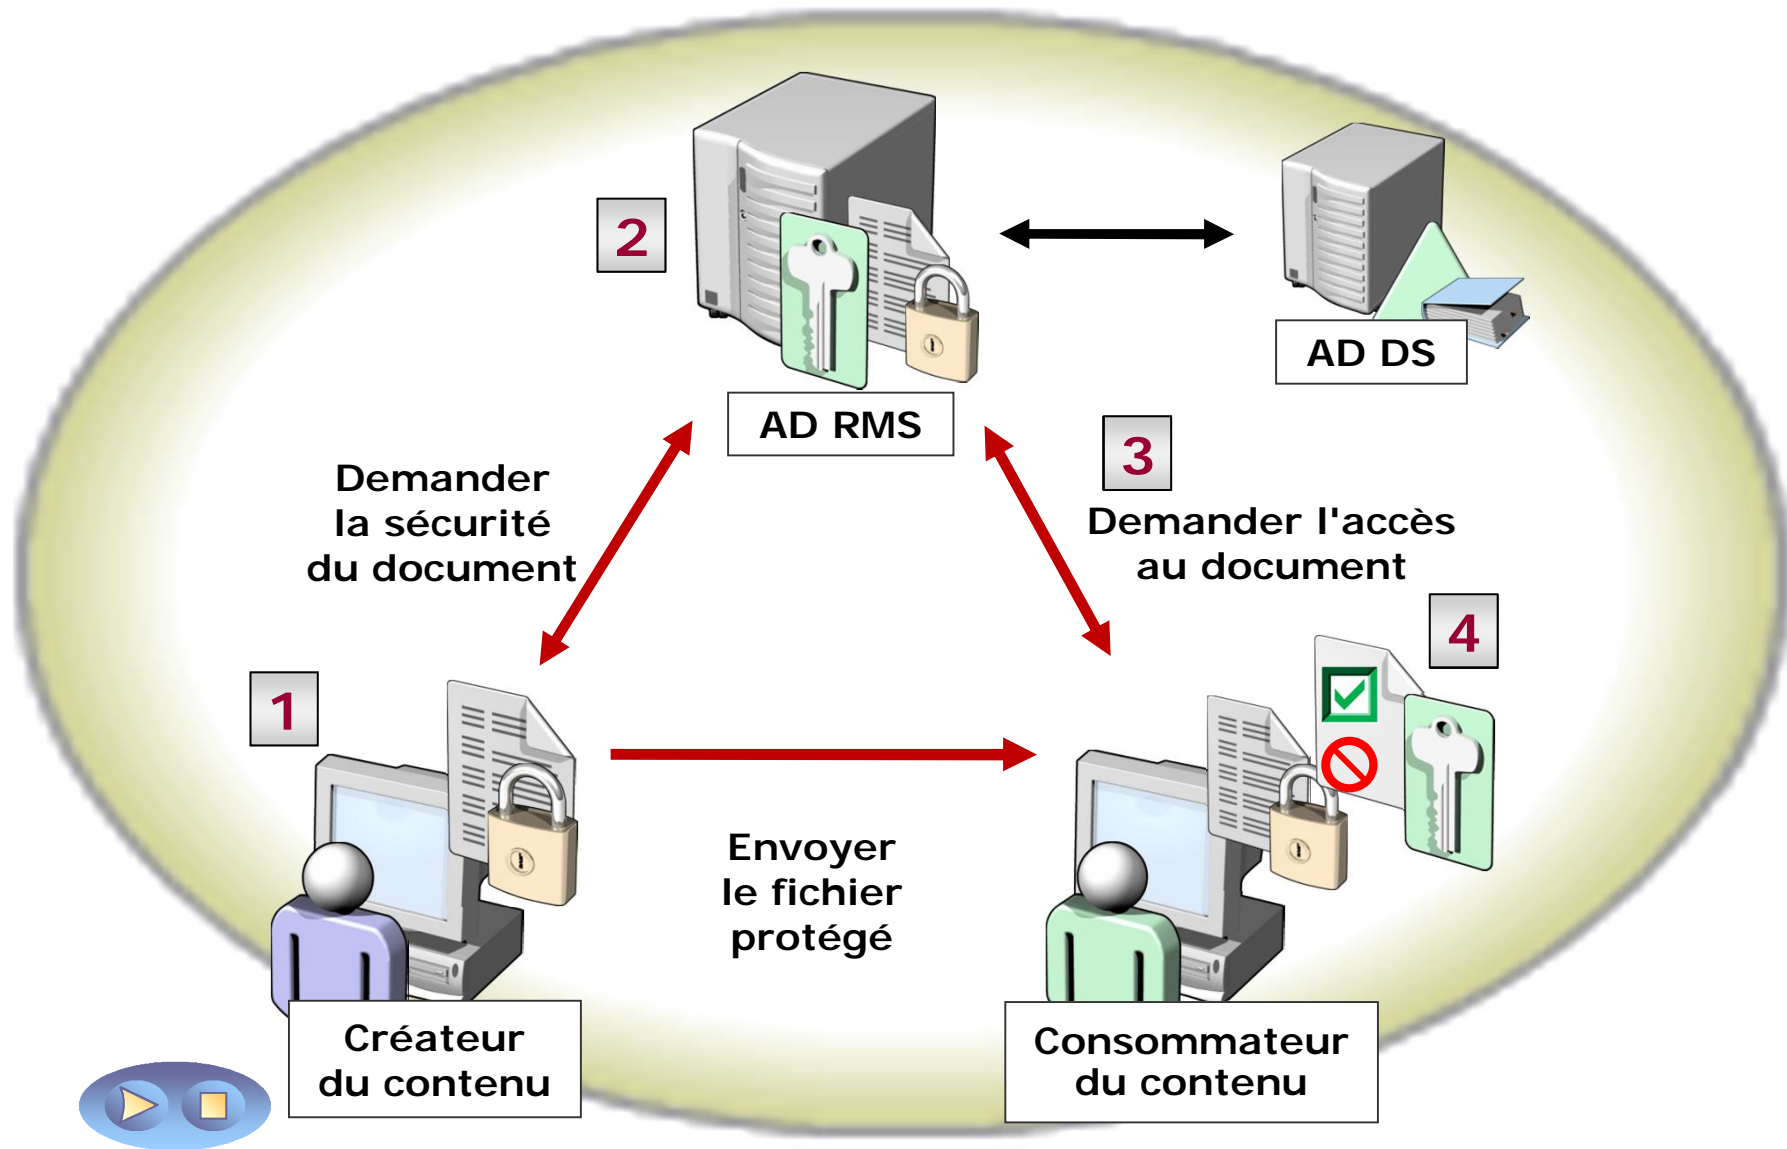 2
AD DS
AD RMS
3
Demander
la sécurité
du document
Demander l'accès
au document
4
1
Envoyer
le fichier
protégé
Créateur
du contenu
Consommateur
du contenu